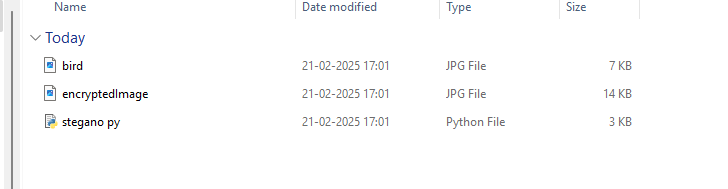 Name Date modified Type Size
Today
bird 21-02-2025 17:01 JPG File 7 KB
encryptedImage 21-02-2025 17:01 JPG File 14 KB
stegano py 21-02-2025 17:01 Python File 3 KB